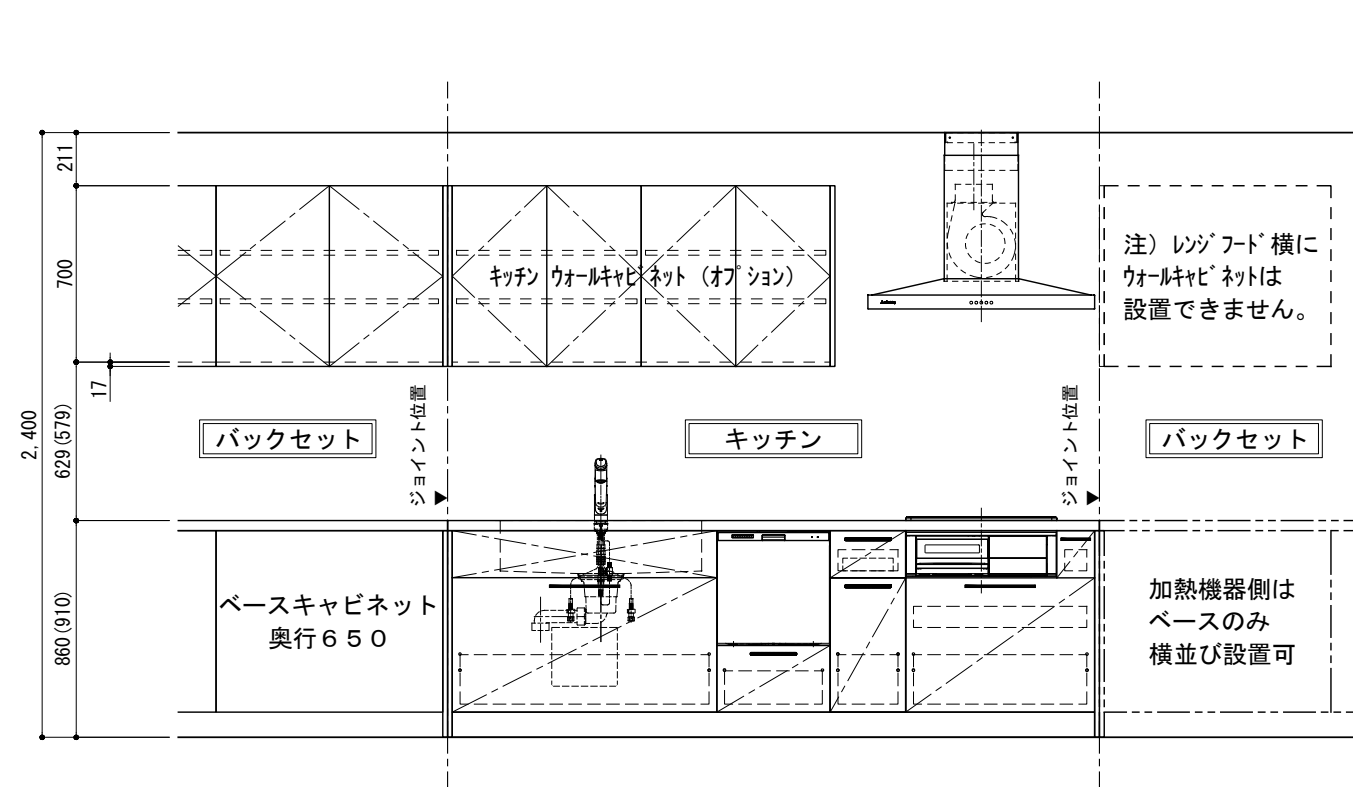 211
700
17
2,400
629(579)
860(910)
キッチン ウォールキャビネット (オプション)
注) レンジフード横に
ウォールキャビネットは
設置できません。
バックセット
ジョイント位置
キッチン
ジョイント位置
バックセット
ベースキャビネット
奥行650
加熱機器側は
ベースのみ
横並び設置可